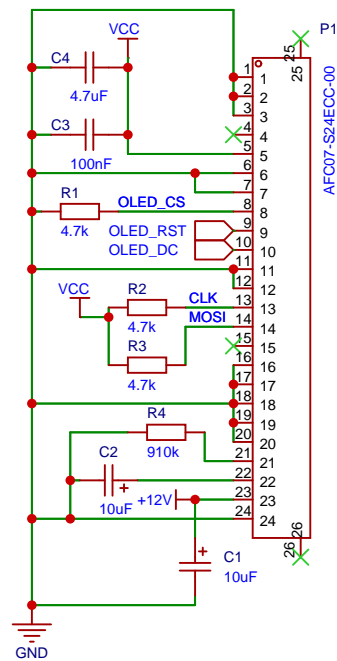 P1
VCC
25
25
C4
4.7uF
C3
100nF
1
1
2
2
3
3
4
4
5
5
6
6
7
7
R1
OLED_CS
4.7k
8
8
OLED_RST
9
9
OLED_DC
10
10
11
11
12
12
VCC
R2
CLK
4.7k
13
13
MOSI
14
14
R3
4.7k
15
15
16
16
17
17
18
18
19
19
20
20
R4
910k
21
21
C2
10uF
22
22
+12V
23
23
24
24
AFC07-S24ECC-00
C1
10uF
26
26
GND